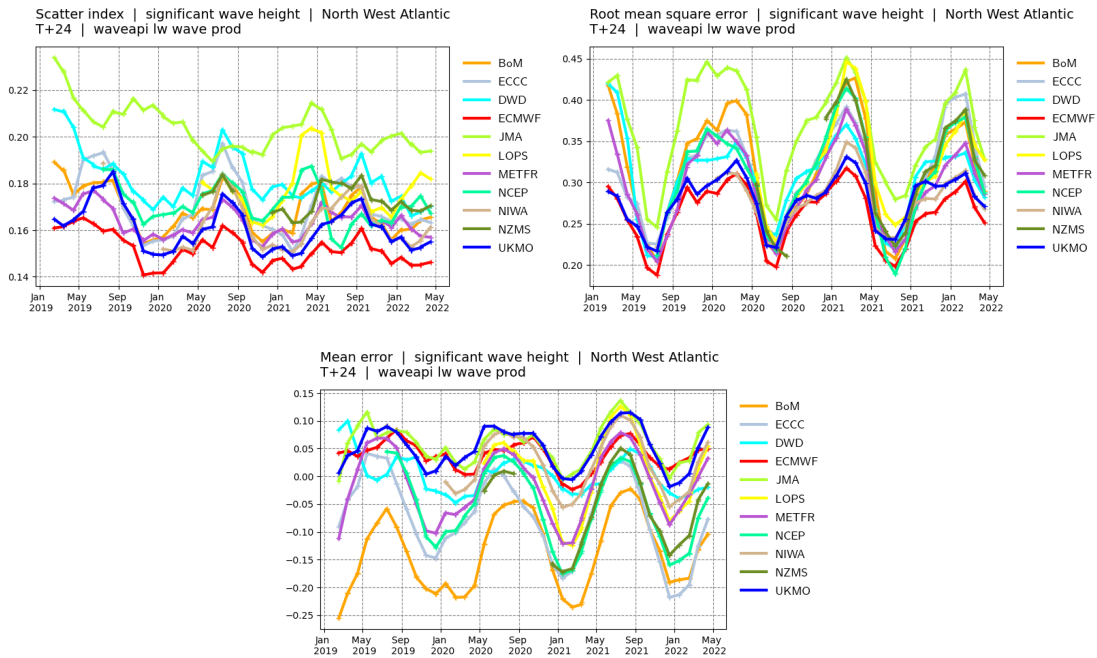 Scatter index | significant wave height | North West Atlantic
T+24 | waveapi lw wave prod
0.22
0.20
0.18
0.16
0.14
Jan 2019
May 2019
Sep 2019
Jan 2020
May 2020
Sep 2020
Jan 2021
May 2021
Sep 2021
Jan 2022
May 2022
BoM
ECCC
DWD
ECMWF
JMA
LOPS
METFR
NCEP
NIWA
NZMS
UKMO
Root mean square error | significant wave height | North West Atlantic
T+24 | waveapi lw wave prod
0.45
0.40
0.35
0.30
0.25
0.20
Jan 2019
May 2019
Sep 2019
Jan 2020
May 2020
Sep 2020
Jan 2021
May 2021
Sep 2021
Jan 2022
May 2022
BoM
ECCC
DWD
ECMWF
JMA
LOPS
METFR
NCEP
NIWA
NZMS
UKMO
Mean error | significant wave height | North West Atlantic
T+24 | waveapi lw wave prod
0.15
0.10
0.05
0.00
−0.05
−0.10
−0.15
−0.20
−0.25
Jan 2019
May 2019
Sep 2019
Jan 2020
May 2020
Sep 2020
Jan 2021
May 2021
Sep 2021
Jan 2022
May 2022
BoM
ECCC
DWD
ECMWF
JMA
LOPS
METFR
NCEP
NIWA
NZMS
UKMO